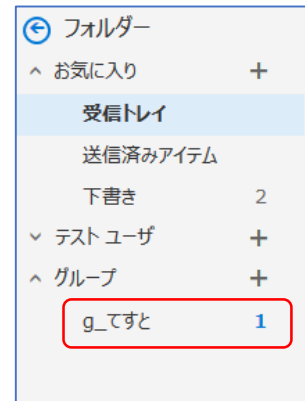 フォルダー
お気に入り +
受信トレイ
送信済みアイテム
下書き 2
テスト ユーザ +
グループ +
g_てすと 1